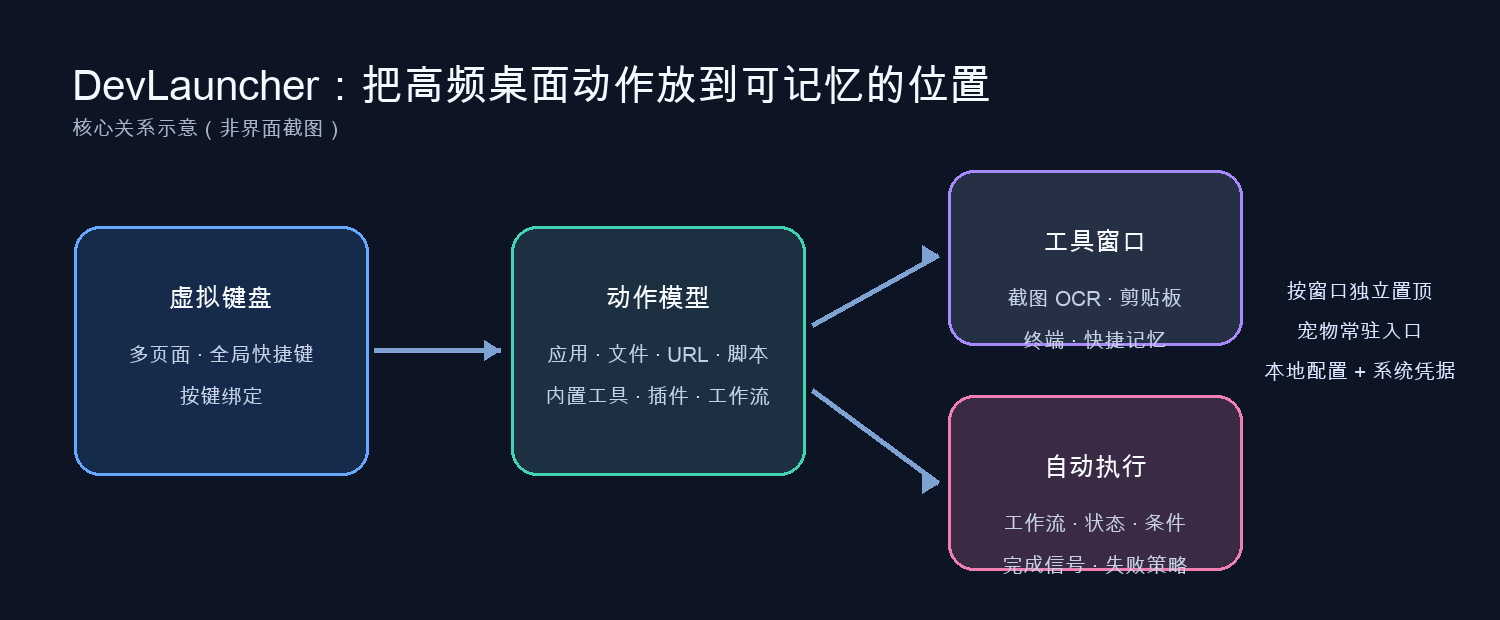 DevLauncher：把高频桌面动作放到可记忆的位置
核心关系示意（非界面截图）
虚拟键盘
多页面 · 全局快捷键
按键绑定
动作模型
应用 · 文件 · URL · 脚本
内置工具 · 插件 · 工作流
工具窗口
截图 OCR · 剪贴板
终端 · 快捷记忆
自动执行
工作流 · 状态 · 条件
完成信号 · 失败策略
按窗口独立置顶
宠物常驻入口
本地配置 + 系统凭据